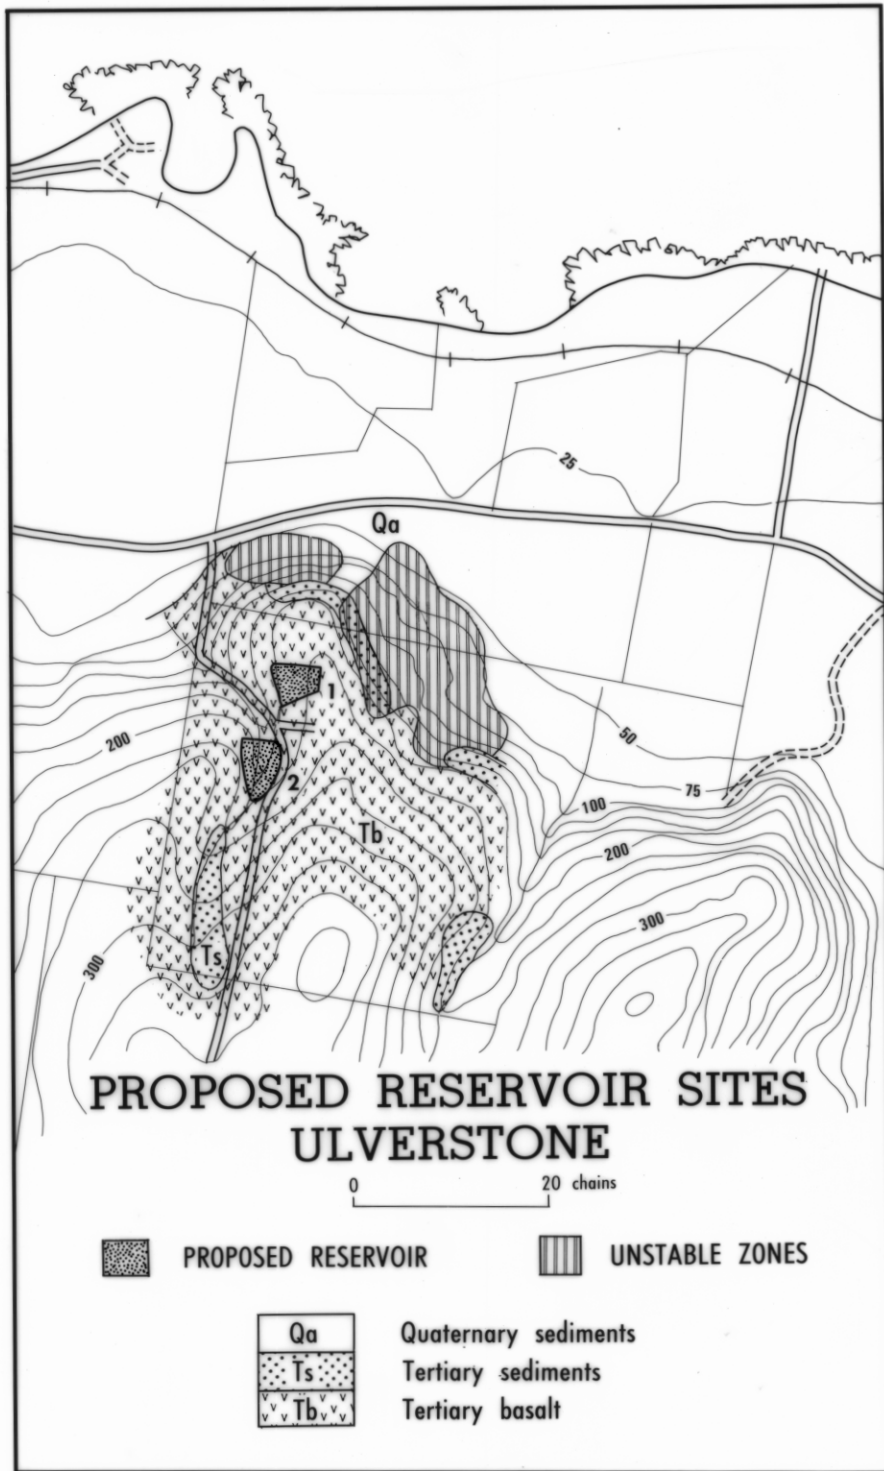 25
Qa
1
200
50
2
75
100
Tb
200
300
Ts
300
PROPOSED RESERVOIR SITES
ULVERSTONE
0 20 chains
PROPOSED RESERVOIR
UNSTABLE ZONES
Qa Quaternary sediments
Ts Tertiary sediments
Tb Tertiary basalt